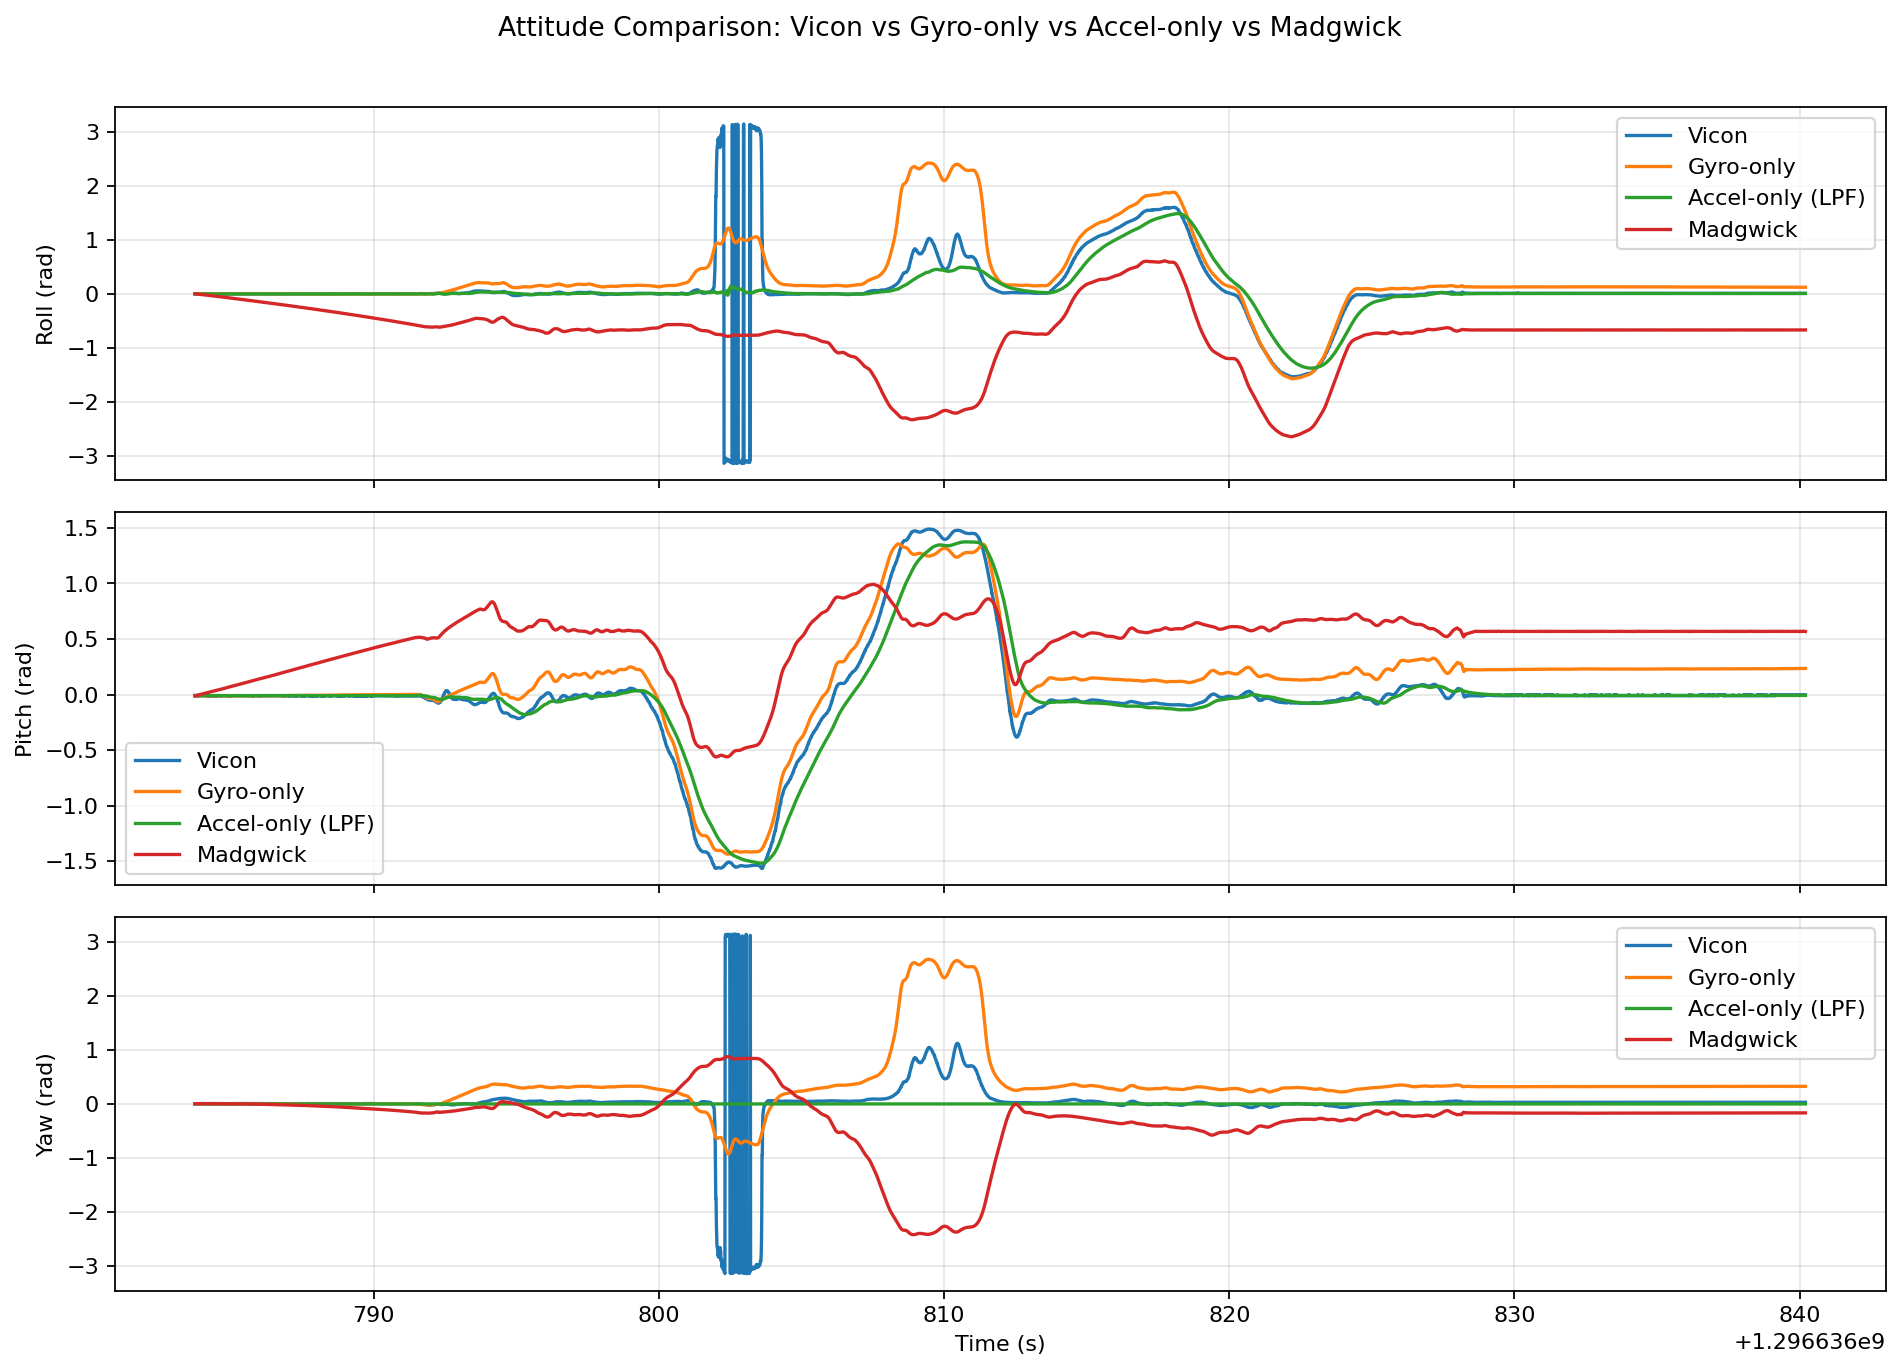 Attitude Comparison: Vicon vs Gyro-only vs Accel-only vs Madgwick
Roll (rad)
3
2
1
0
−1
−2
−3
Vicon
Gyro-only
Accel-only (LPF)
Madgwick
Pitch (rad)
1.5
1.0
0.5
0.0
−0.5
−1.0
−1.5
Vicon
Gyro-only
Accel-only (LPF)
Madgwick
Yaw (rad)
3
2
1
0
−1
−2
−3
Vicon
Gyro-only
Accel-only (LPF)
Madgwick
790 800 810 820 830 840
Time (s)
+1.296636e9